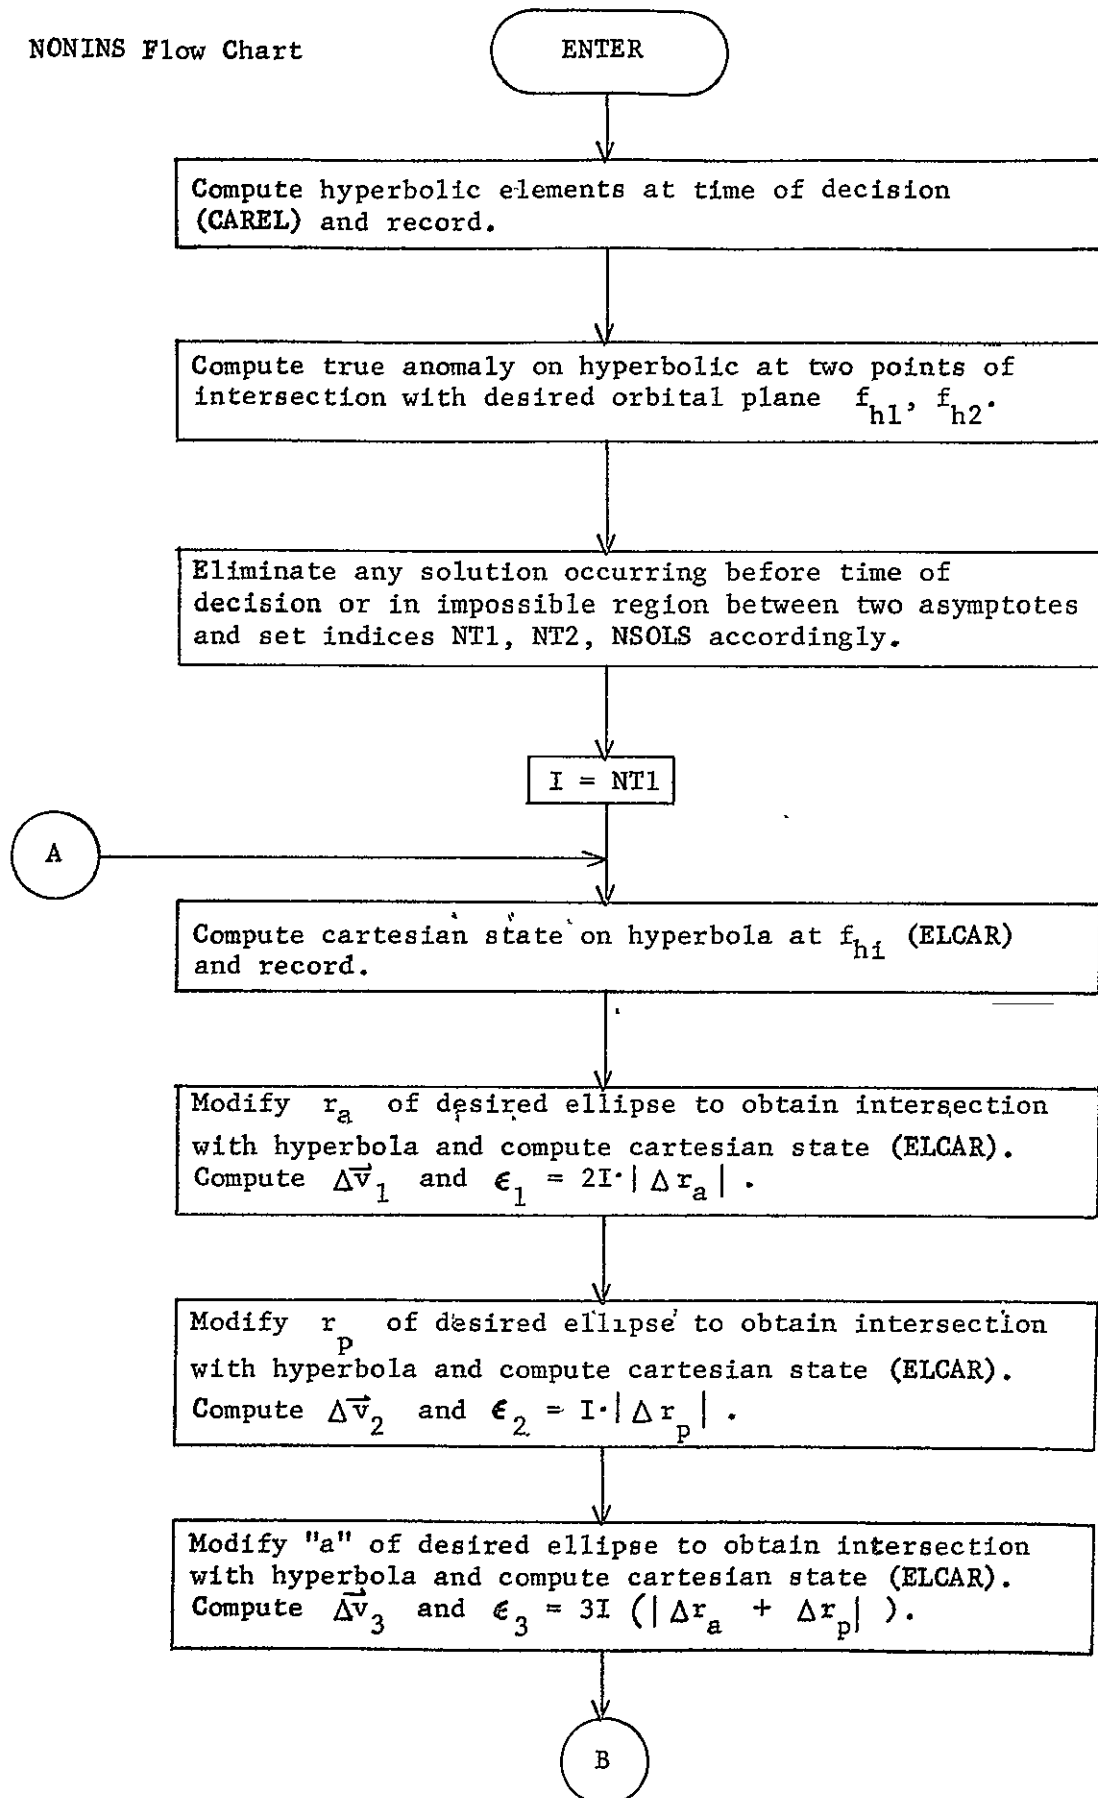 NONINS Flow Chart
ENTER
Compute hyperbolic elements at time of decision
(CAREL) and record.
Compute true anomaly on hyperbolic at two points of
intersection with desired orbital plane f_h1, f_h2.
Eliminate any solution occurring before time of
decision or in impossible region between two asymptotes
and set indices NT1, NT2, NSOLS accordingly.
I = NT1
A
Compute cartesian state on hyperbola at f_hi (ELCAR)
and record.
Modify r_a of desired ellipse to obtain intersection
with hyperbola and compute cartesian state (ELCAR).
Compute Δv⃗_1 and ϵ_1 = 2I·|Δr_a|.
Modify r_p of desired ellipse to obtain intersection
with hyperbola and compute cartesian state (ELCAR).
Compute Δv⃗_2 and ϵ_2 = I·|Δr_p|.
Modify "a" of desired ellipse to obtain intersection
with hyperbola and compute cartesian state (ELCAR).
Compute Δv⃗_3 and ϵ_3 = 3I (|Δr_a + Δr_p|).
B